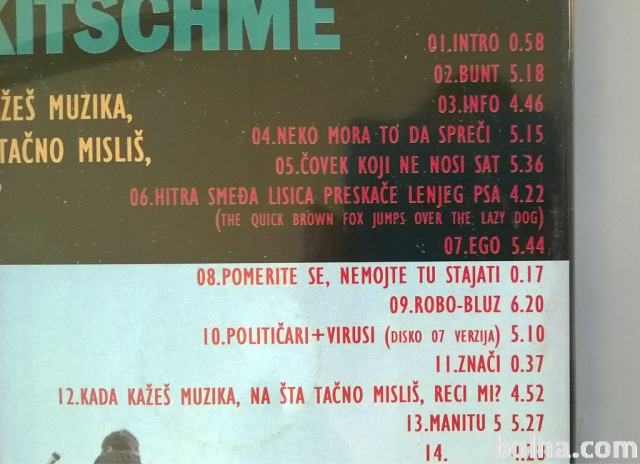 KITSCHME
KAŽEŠ MUZIKA,
TAČNO MISLIŠ,
01.INTRO 0.58
02.BUNT 5.18
03.INFO 4.46
04.NEKO MORA TO DA SPREČI 5.15
05.ČOVEK KOJI NE NOSI SAT 5.36
06.HITRA SMEĐA LISICA PRESKAČE LENJEG PSA 4.22
(THE QUICK BROWN FOX JUMPS OVER THE LAZY DOG)
07.EGO 5.44
08.POMERITE SE, NEMOJTE TU STAJATI 0.17
09.ROBO-BLUZ 6.20
10.POLITIČARI+VIRUSI (DISKO 07 VERZIJA) 5.10
11.ZNAČI 0.37
12.KADA KAŽEŠ MUZIKA, NA ŠTA TAČNO MISLIŠ, RECI MI? 4.52
13.MANITU 5 5.27
14.
bolha.com